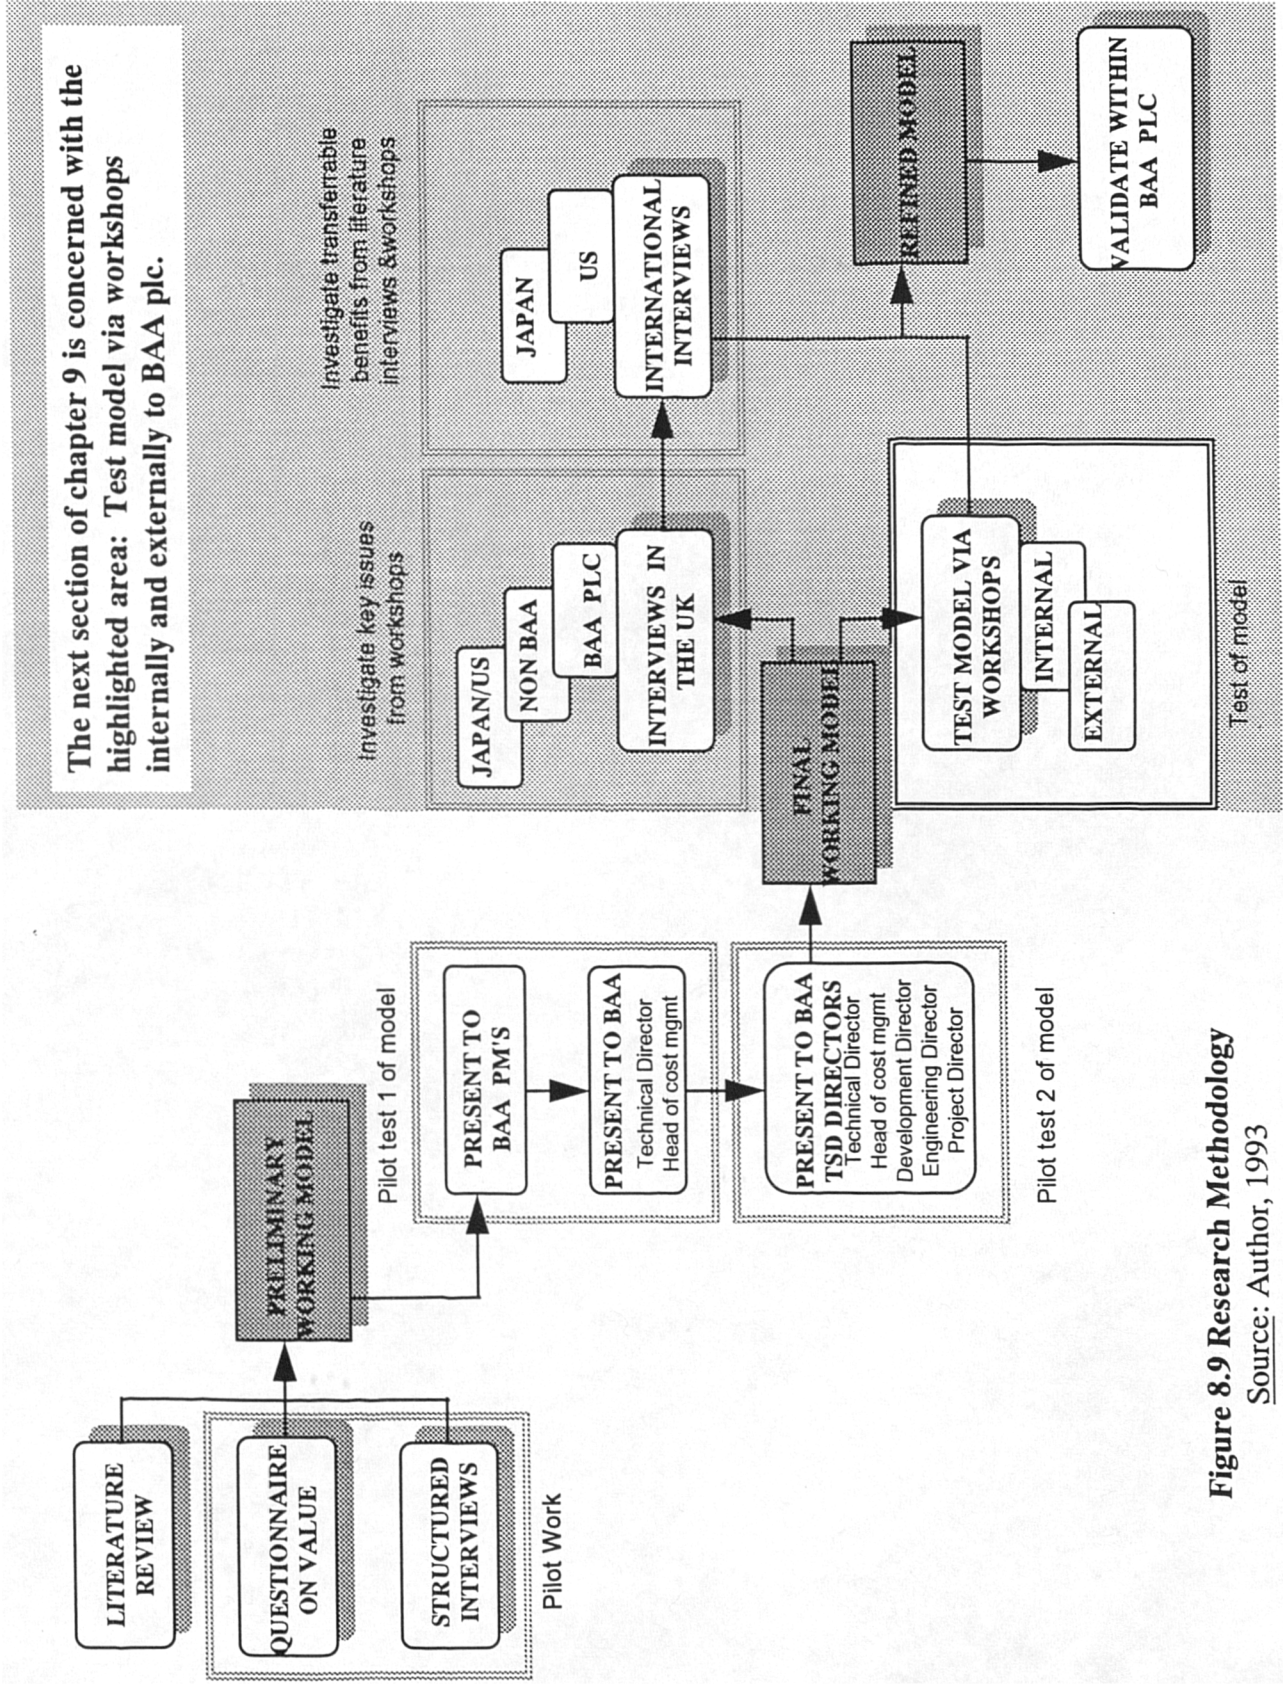 The next section of chapter 9 is concerned with the
highlighted area: Test model via workshops
internally and externally to BAA plc.
LITERATURE
REVIEW
QUESTIONNAIRE
ON VALUE
STRUCTURED
INTERVIEWS
Pilot Work
PRELIMINARY
WORKING MODEL
Pilot test 1 of model
PRESENT TO
BAA PM'S
PRESENT TO BAA
Technical Director
Head of cost mgmt
PRESENT TO BAA
TSD DIRECTORS
Technical Director
Head of cost mgmt
Development Director
Engineering Director
Project Director
Pilot test 2 of model
FINAL
WORKING MODEL
Investigate key issues
from workshops
JAPAN/US
NON BAA
BAA PLC
INTERVIEWS IN
THE UK
TEST MODEL VIA
WORKSHOPS
INTERNAL
EXTERNAL
Test of model
Investigate transferrable
benefits from literature
interviews &workshops
JAPAN
US
INTERNATIONAL
INTERVIEWS
REFINED MODEL
VALIDATE WITHIN
BAA PLC
Figure 8.9 Research Methodology
Source: Author, 1993